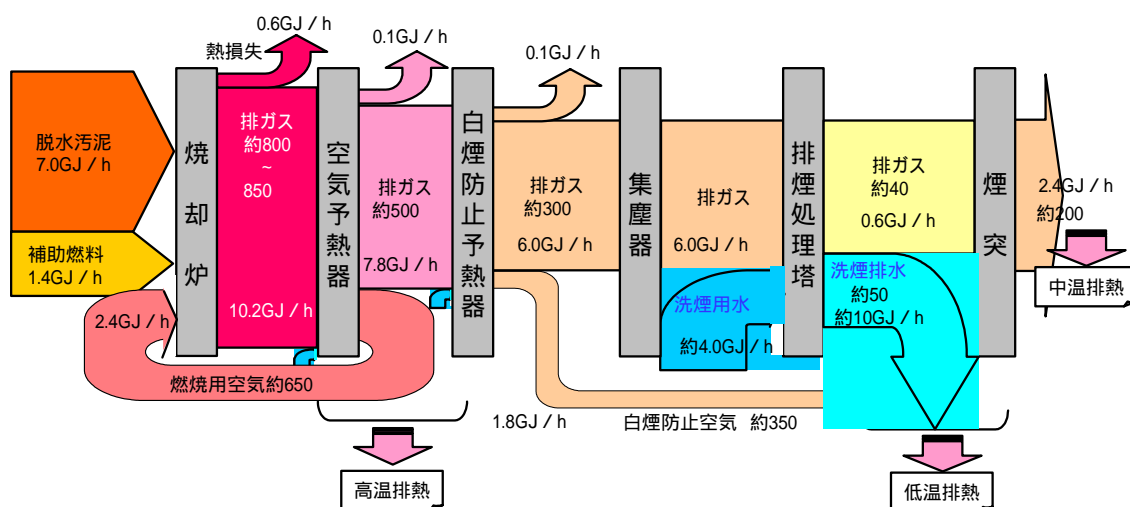 0.6GJ / h
熱損失
0.1GJ / h
0.1GJ / h
脱水汚泥
7.0GJ / h
補助燃料
1.4GJ / h
2.4GJ / h
焼却炉
排ガス
約800
~
850
10.2GJ / h
燃焼用空気約650
空気予熱器
排ガス
約500
7.8GJ / h
白煙防止予熱器
排ガス
約300
6.0GJ / h
集塵器
排ガス
6.0GJ / h
洗煙用水
約4.0GJ / h
排煙処理塔
排ガス
約40
0.6GJ / h
洗煙排水
約50
約10GJ / h
煙突
2.4GJ / h
約200
中温排熱
1.8GJ / h
白煙防止空気 約350
高温排熱
低温排熱